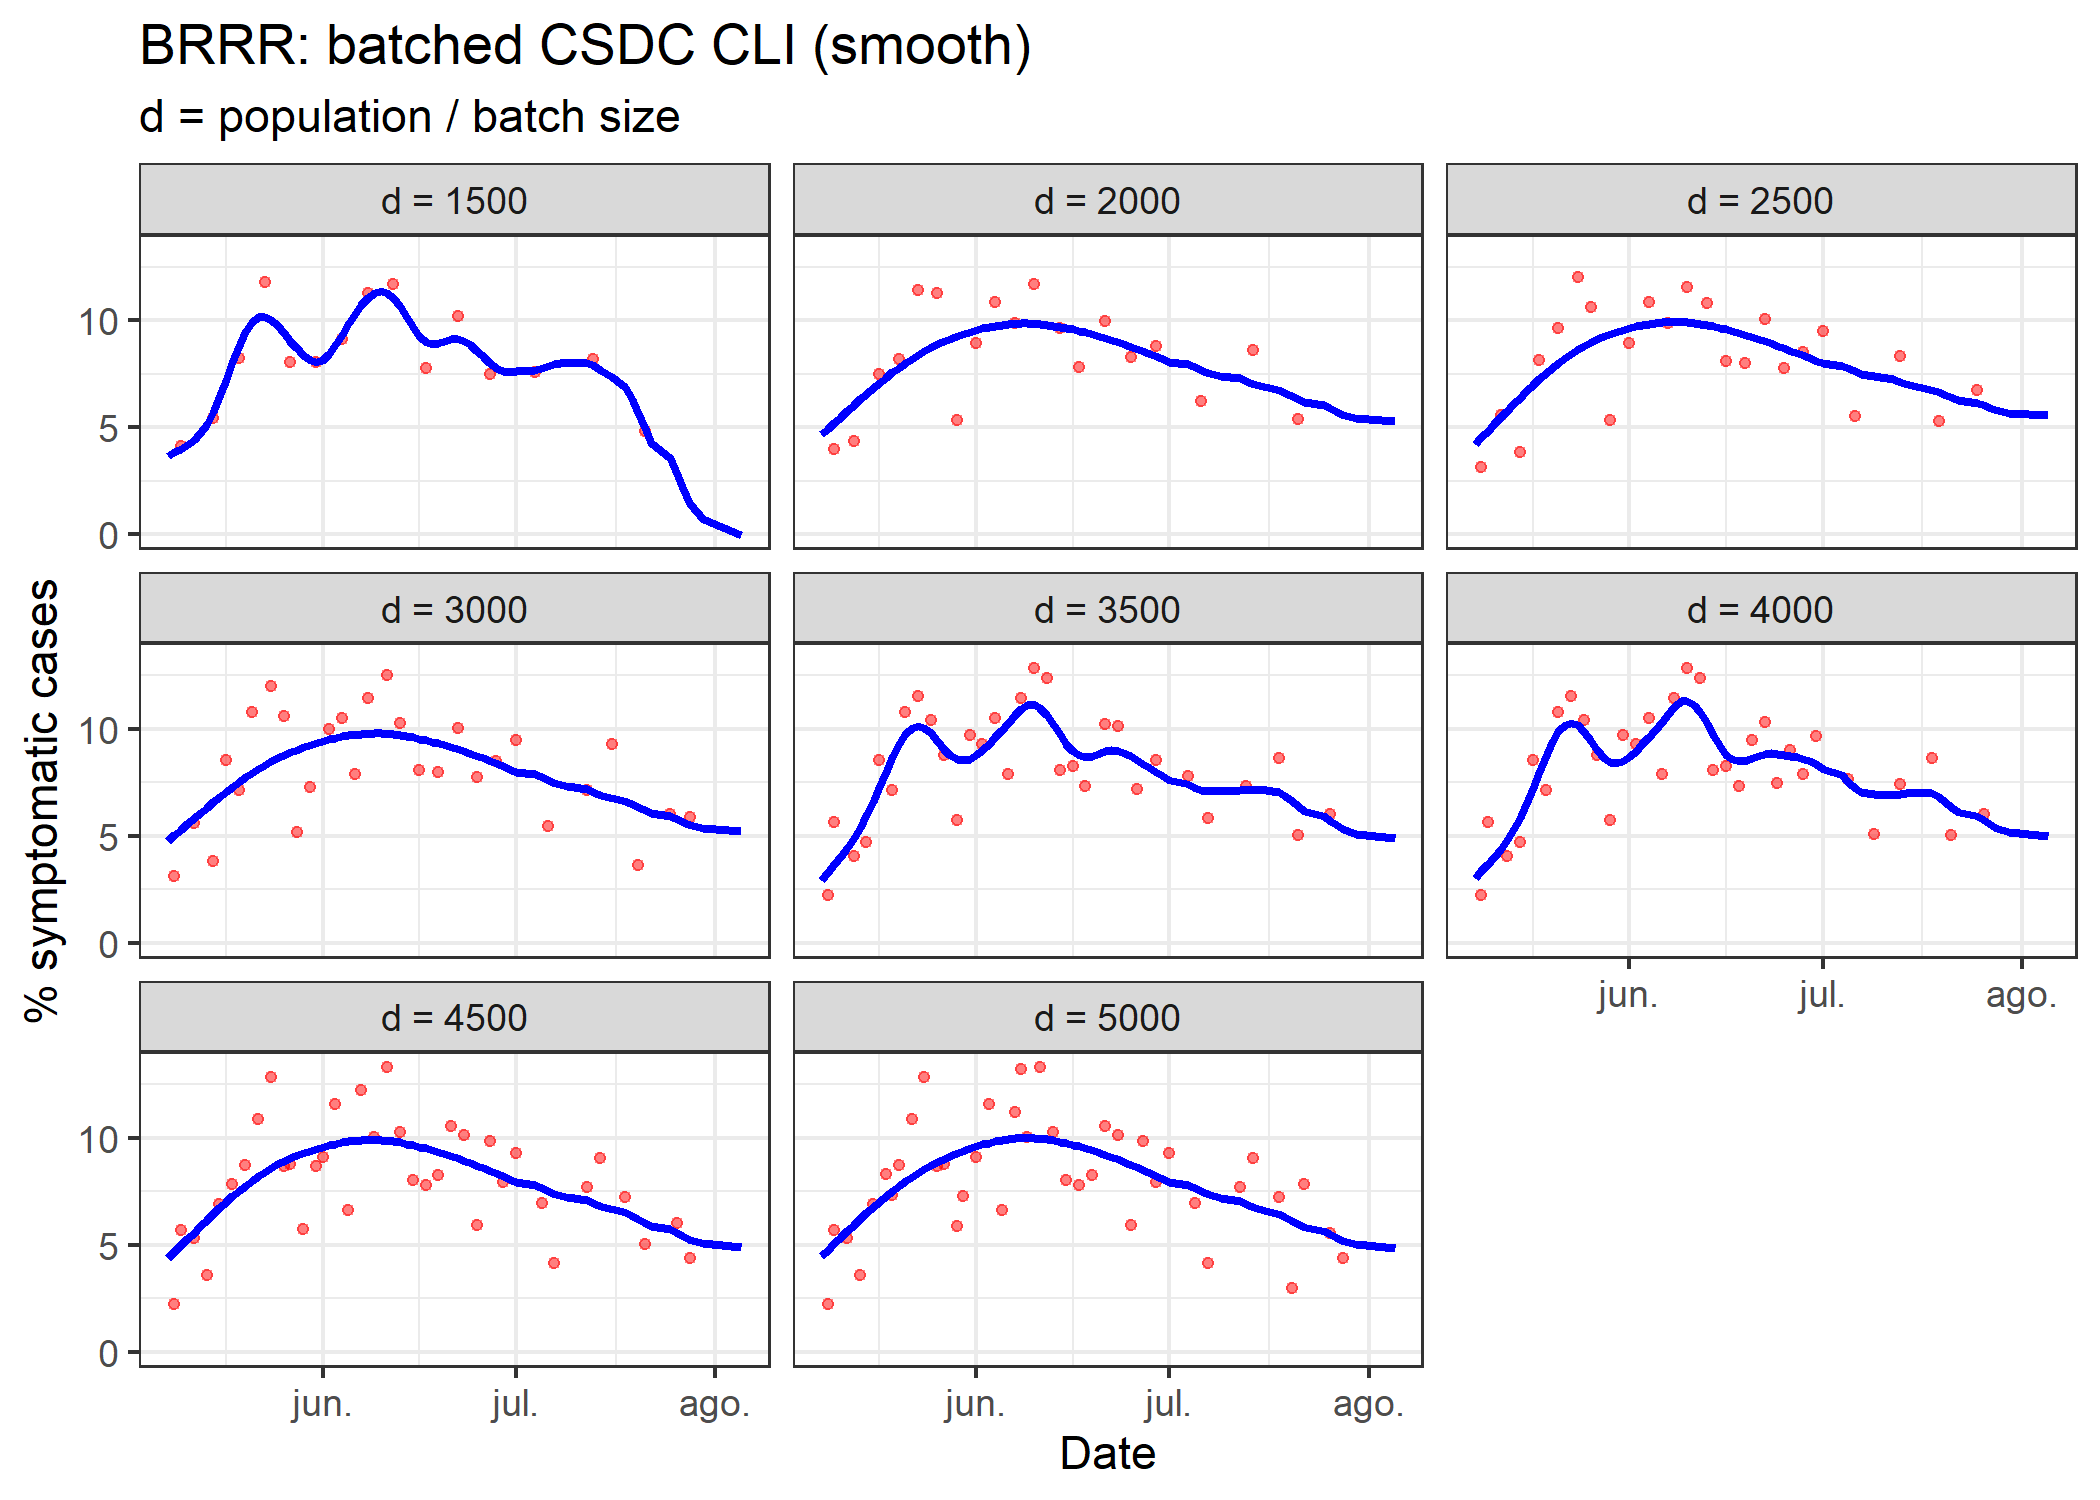 BRRR: batched CSDC CLI (smooth)
d = population / batch size
d = 1500
d = 2000
d = 2500
10
5
0
d = 3000
d = 3500
d = 4000
10
5
0
jun.
jul.
ago.
d = 4500
d = 5000
10
5
0
jun.
jul.
ago.
jun.
jul.
ago.
% symptomatic cases
Date